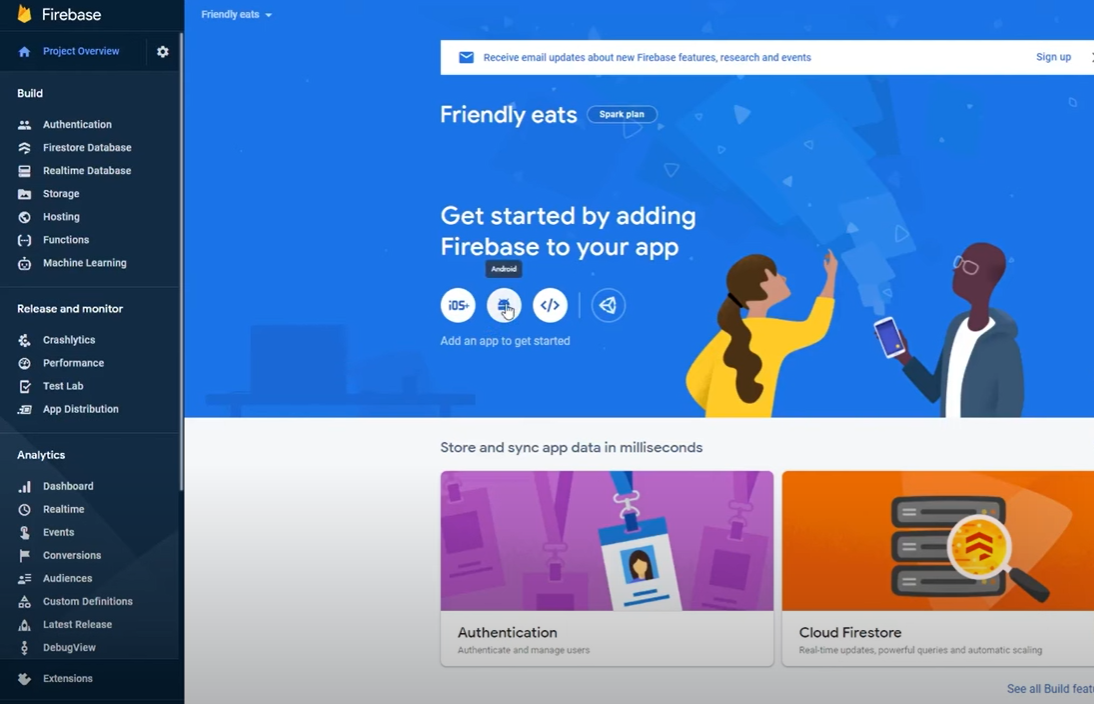 Firebase
Project Overview
Build
Authentication
Firestore Database
Realtime Database
Storage
Hosting
Functions
Machine Learning
Release and monitor
Crashlytics
Performance
Test Lab
App Distribution
Analytics
Dashboard
Realtime
Events
Conversions
Audiences
Custom Definitions
Latest Release
DebugView
Extensions
Friendly eats
Receive email updates about new Firebase features, research and events
Sign up
Friendly eats Spark plan
Get started by adding
Firebase to your app
Android
iOS+ </>
Add an app to get started
Store and sync app data in milliseconds
Authentication
Authenticate and manage users
Cloud Firestore
Real-time updates, powerful queries and automatic scaling
See all Build